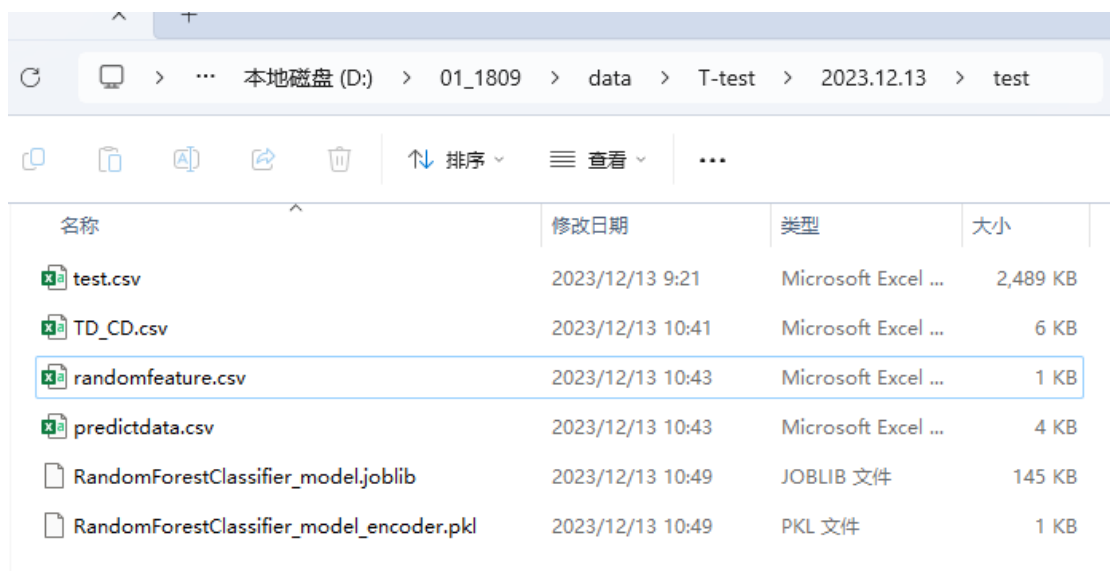 本地磁盘 (D:) > 01_1809 > data > T-test > 2023.12.13 > test
排序 查看
名称 修改日期 类型 大小
test.csv 2023/12/13 9:21 Microsoft Excel ... 2,489 KB
TD_CD.csv 2023/12/13 10:41 Microsoft Excel ... 6 KB
randomfeature.csv 2023/12/13 10:43 Microsoft Excel ... 1 KB
predictdata.csv 2023/12/13 10:43 Microsoft Excel ... 4 KB
RandomForestClassifier_model.joblib 2023/12/13 10:49 JOBLIB 文件 145 KB
RandomForestClassifier_model_encoder.pkl 2023/12/13 10:49 PKL 文件 1 KB